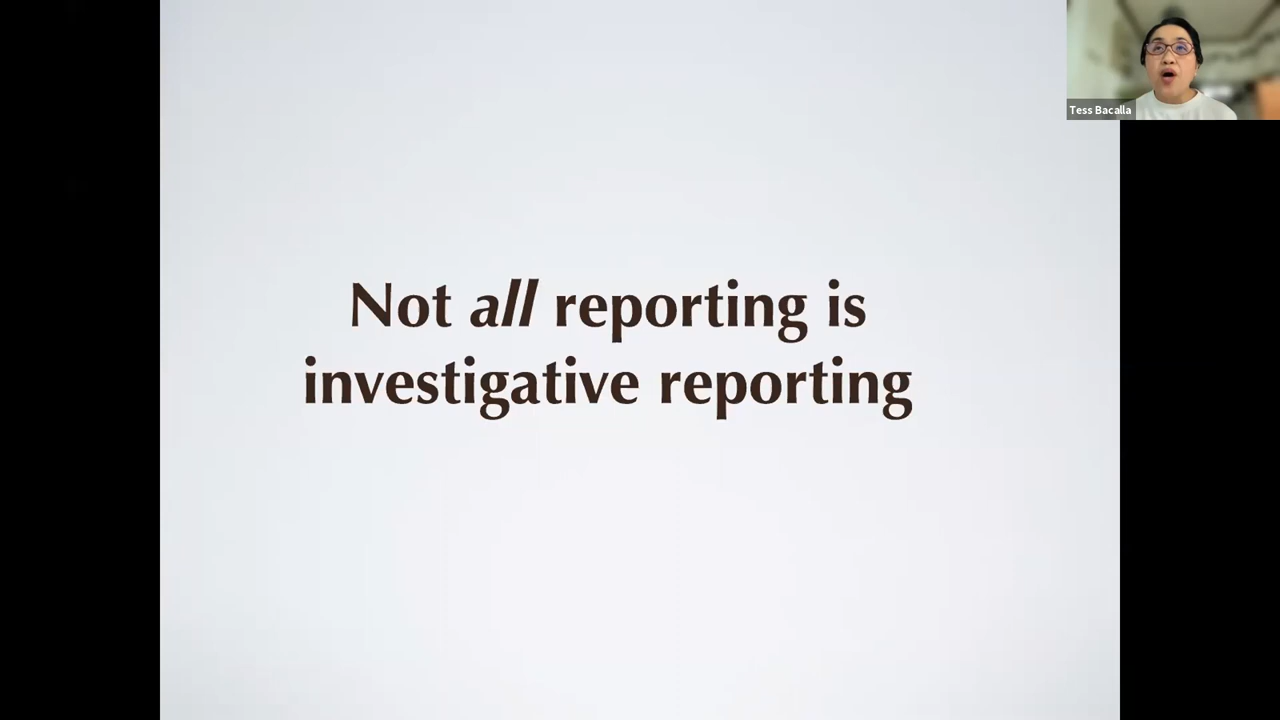 Tess Bacalla
Not all reporting is
investigative reporting